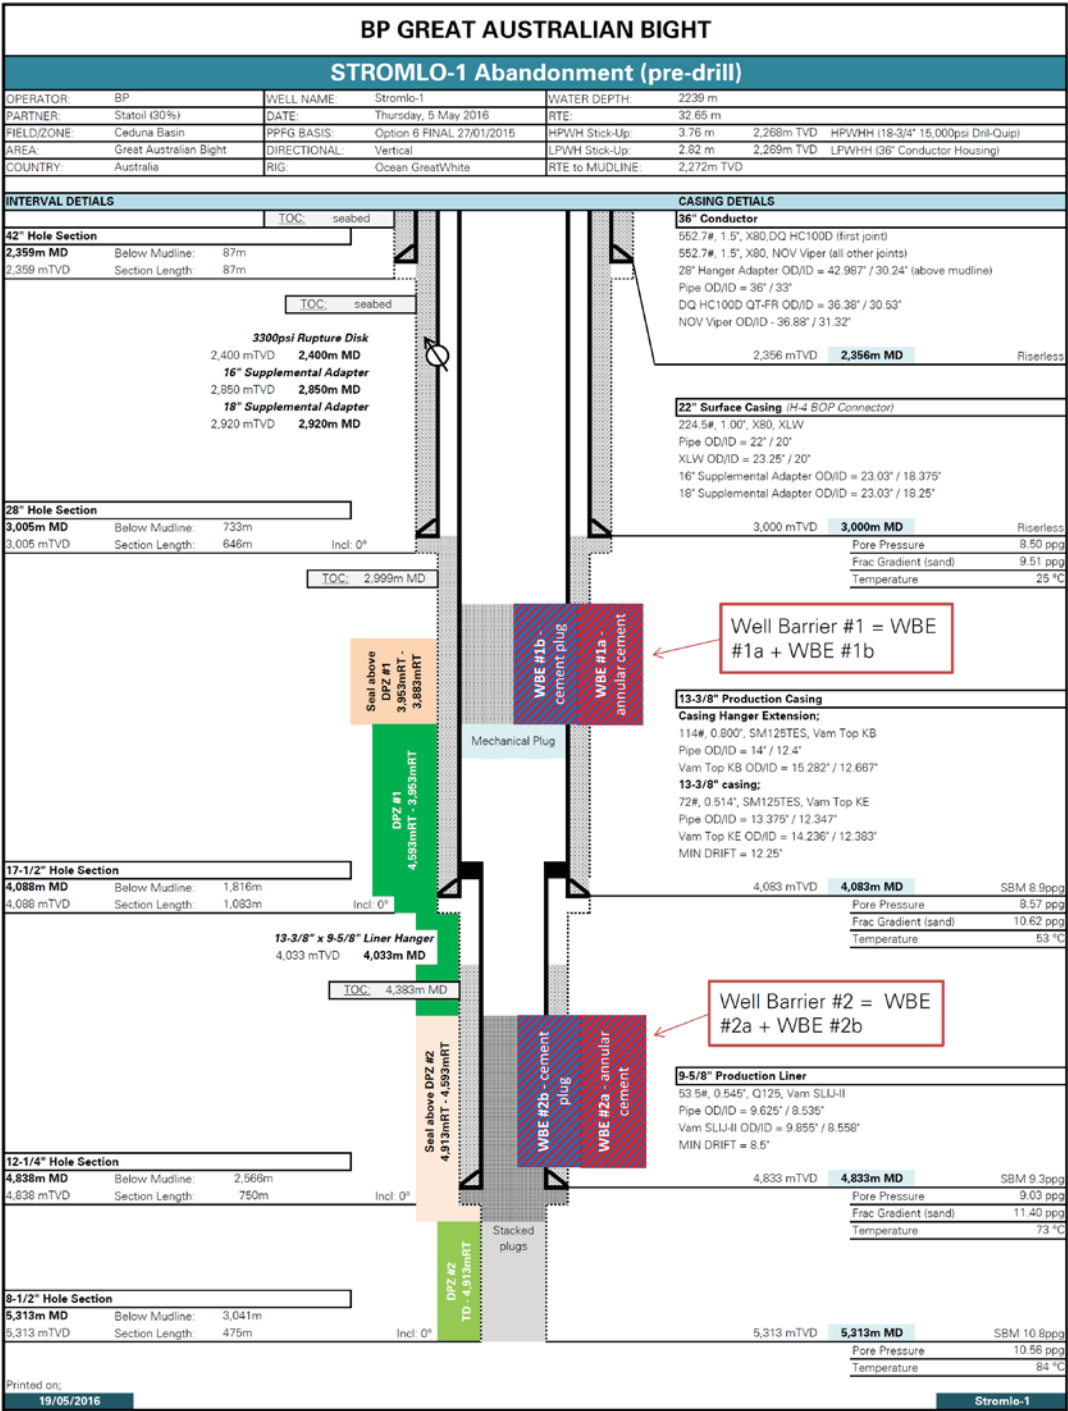 BP GREAT AUSTRALIAN BIGHT
STROMLO-1 Abandonment (pre-drill)
OPERATOR: BP WELL NAME: Stromlo-1 WATER DEPTH: 2239 m
PARTNER: Statoil (30%) DATE: Thursday, 5 May 2016 RTE: 32.65 m
FIELD/ZONE: Ceduna Basin PPFG BASIS: Option 6 FINAL 27/01/2015 HPWH Stick-Up: 3.76 m 2,268m TVD HPWHH (18-3/4" 15,000psi Dril-Quip)
AREA: Great Australian Bight DIRECTIONAL: Vertical LPWH Stick-Up: 2.82 m 2,269m TVD LPWHH (36" Conductor Housing)
COUNTRY: Australia RIG: Ocean GreatWhite RTE to MUDLINE: 2,272m TVD
INTERVAL DETIALS
CASING DETIALS
TOC: seabed
42" Hole Section
2,359m MD Below Mudline: 87m
2,359 mTVD Section Length: 87m
TOC: seabed
36" Conductor
552.7#, 1.5", X80,DQ HC100D (first joint)
552.7#, 1.5", X80, NOV Viper (all other joints)
28" Hanger Adapter OD/ID = 42.987" / 30.24" (above mudline)
Pipe OD/ID = 36" / 33"
DQ HC100D QT-FR OD/ID = 36.38" / 30.53"
NOV Viper OD/ID - 36.88" / 31.32"
2,356 mTVD 2,356m MD Riserless
3300psi Rupture Disk
2,400 mTVD 2,400m MD
16" Supplemental Adapter
2,850 mTVD 2,850m MD
18" Supplemental Adapter
2,920 mTVD 2,920m MD
22" Surface Casing (H-4 BOP Connector)
224.5#, 1.00", X80, XLW
Pipe OD/ID = 22" / 20"
XLW OD/ID = 23.25" / 20"
16" Supplemental Adapter OD/ID = 23.03" / 18.375"
18" Supplemental Adapter OD/ID = 23.03" / 18.25"
3,000 mTVD 3,000m MD Riserless
Pore Pressure 8.50 ppg
Frac Gradient (sand) 9.51 ppg
Temperature 25 °C
28" Hole Section
3,005m MD Below Mudline: 733m
3,005 mTVD Section Length: 646m Incl: 0°
TOC: 2,999m MD
Seal above
DPZ #1
3,953mRT -
3,883mRT
WBE #1b -
cement plug
WBE #1a -
annular cement
Well Barrier #1 = WBE
#1a + WBE #1b
Mechanical Plug
DPZ #1
4,593mRT - 3,953mRT
13-3/8" Production Casing
Casing Hanger Extension;
114#, 0.800", SM125TES, Vam Top KB
Pipe OD/ID = 14" / 12.4"
Vam Top KB OD/ID = 15.282" / 12.667"
13-3/8" casing;
72#, 0.514", SM125TES, Vam Top KE
Pipe OD/ID = 13.375" / 12.347"
Vam Top KE OD/ID = 14.236" / 12.383"
MIN DRIFT = 12.25"
4,083 mTVD 4,083m MD SBM 8.9ppg
Pore Pressure 8.57 ppg
Frac Gradient (sand) 10.62 ppg
Temperature 53 °C
17-1/2" Hole Section
4,088m MD Below Mudline: 1,816m
4,088 mTVD Section Length: 1,083m Incl: 0°
13-3/8" x 9-5/8" Liner Hanger
4,033 mTVD 4,033m MD
TOC: 4,383m MD
Seal above DPZ #2
4,913mRT - 4,593mRT
WBE #2b - cement
plug
WBE #2a - annular
cement
Well Barrier #2 = WBE
#2a + WBE #2b
9-5/8" Production Liner
53.5#, 0.545", Q125, Vam SLIJ-II
Pipe OD/ID = 9.625" / 8.535"
Vam SLIJ-II OD/ID = 9.855" / 8.558"
MIN DRIFT = 8.5"
4,833 mTVD 4,833m MD SBM 9.3ppg
Pore Pressure 9.03 ppg
Frac Gradient (sand) 11.40 ppg
Temperature 73 °C
12-1/4" Hole Section
4,838m MD Below Mudline: 2,566m
4,838 mTVD Section Length: 750m Incl: 0°
Stacked
plugs
DPZ #2
TD - 4,913mRT
8-1/2" Hole Section
5,313m MD Below Mudline: 3,041m
5,313 mTVD Section Length: 475m Incl: 0°
5,313 mTVD 5,313m MD SBM 10.8ppg
Pore Pressure 10.56 ppg
Temperature 84 °C
Printed on;
19/05/2016
Stromlo-1